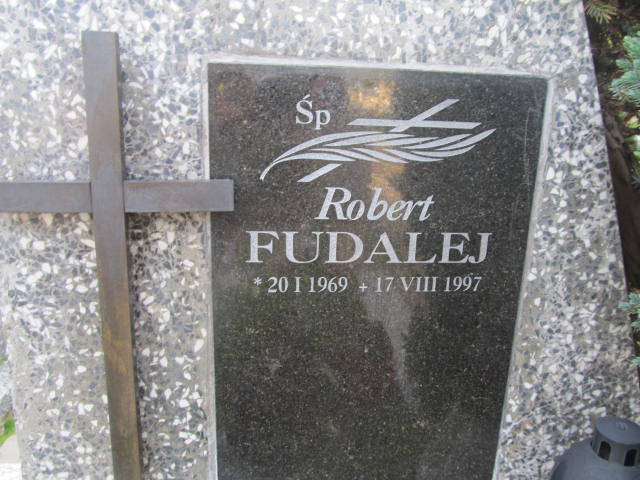 Śp
Robert
FUDALEJ
* 20 I 1969 + 17 VIII 1997